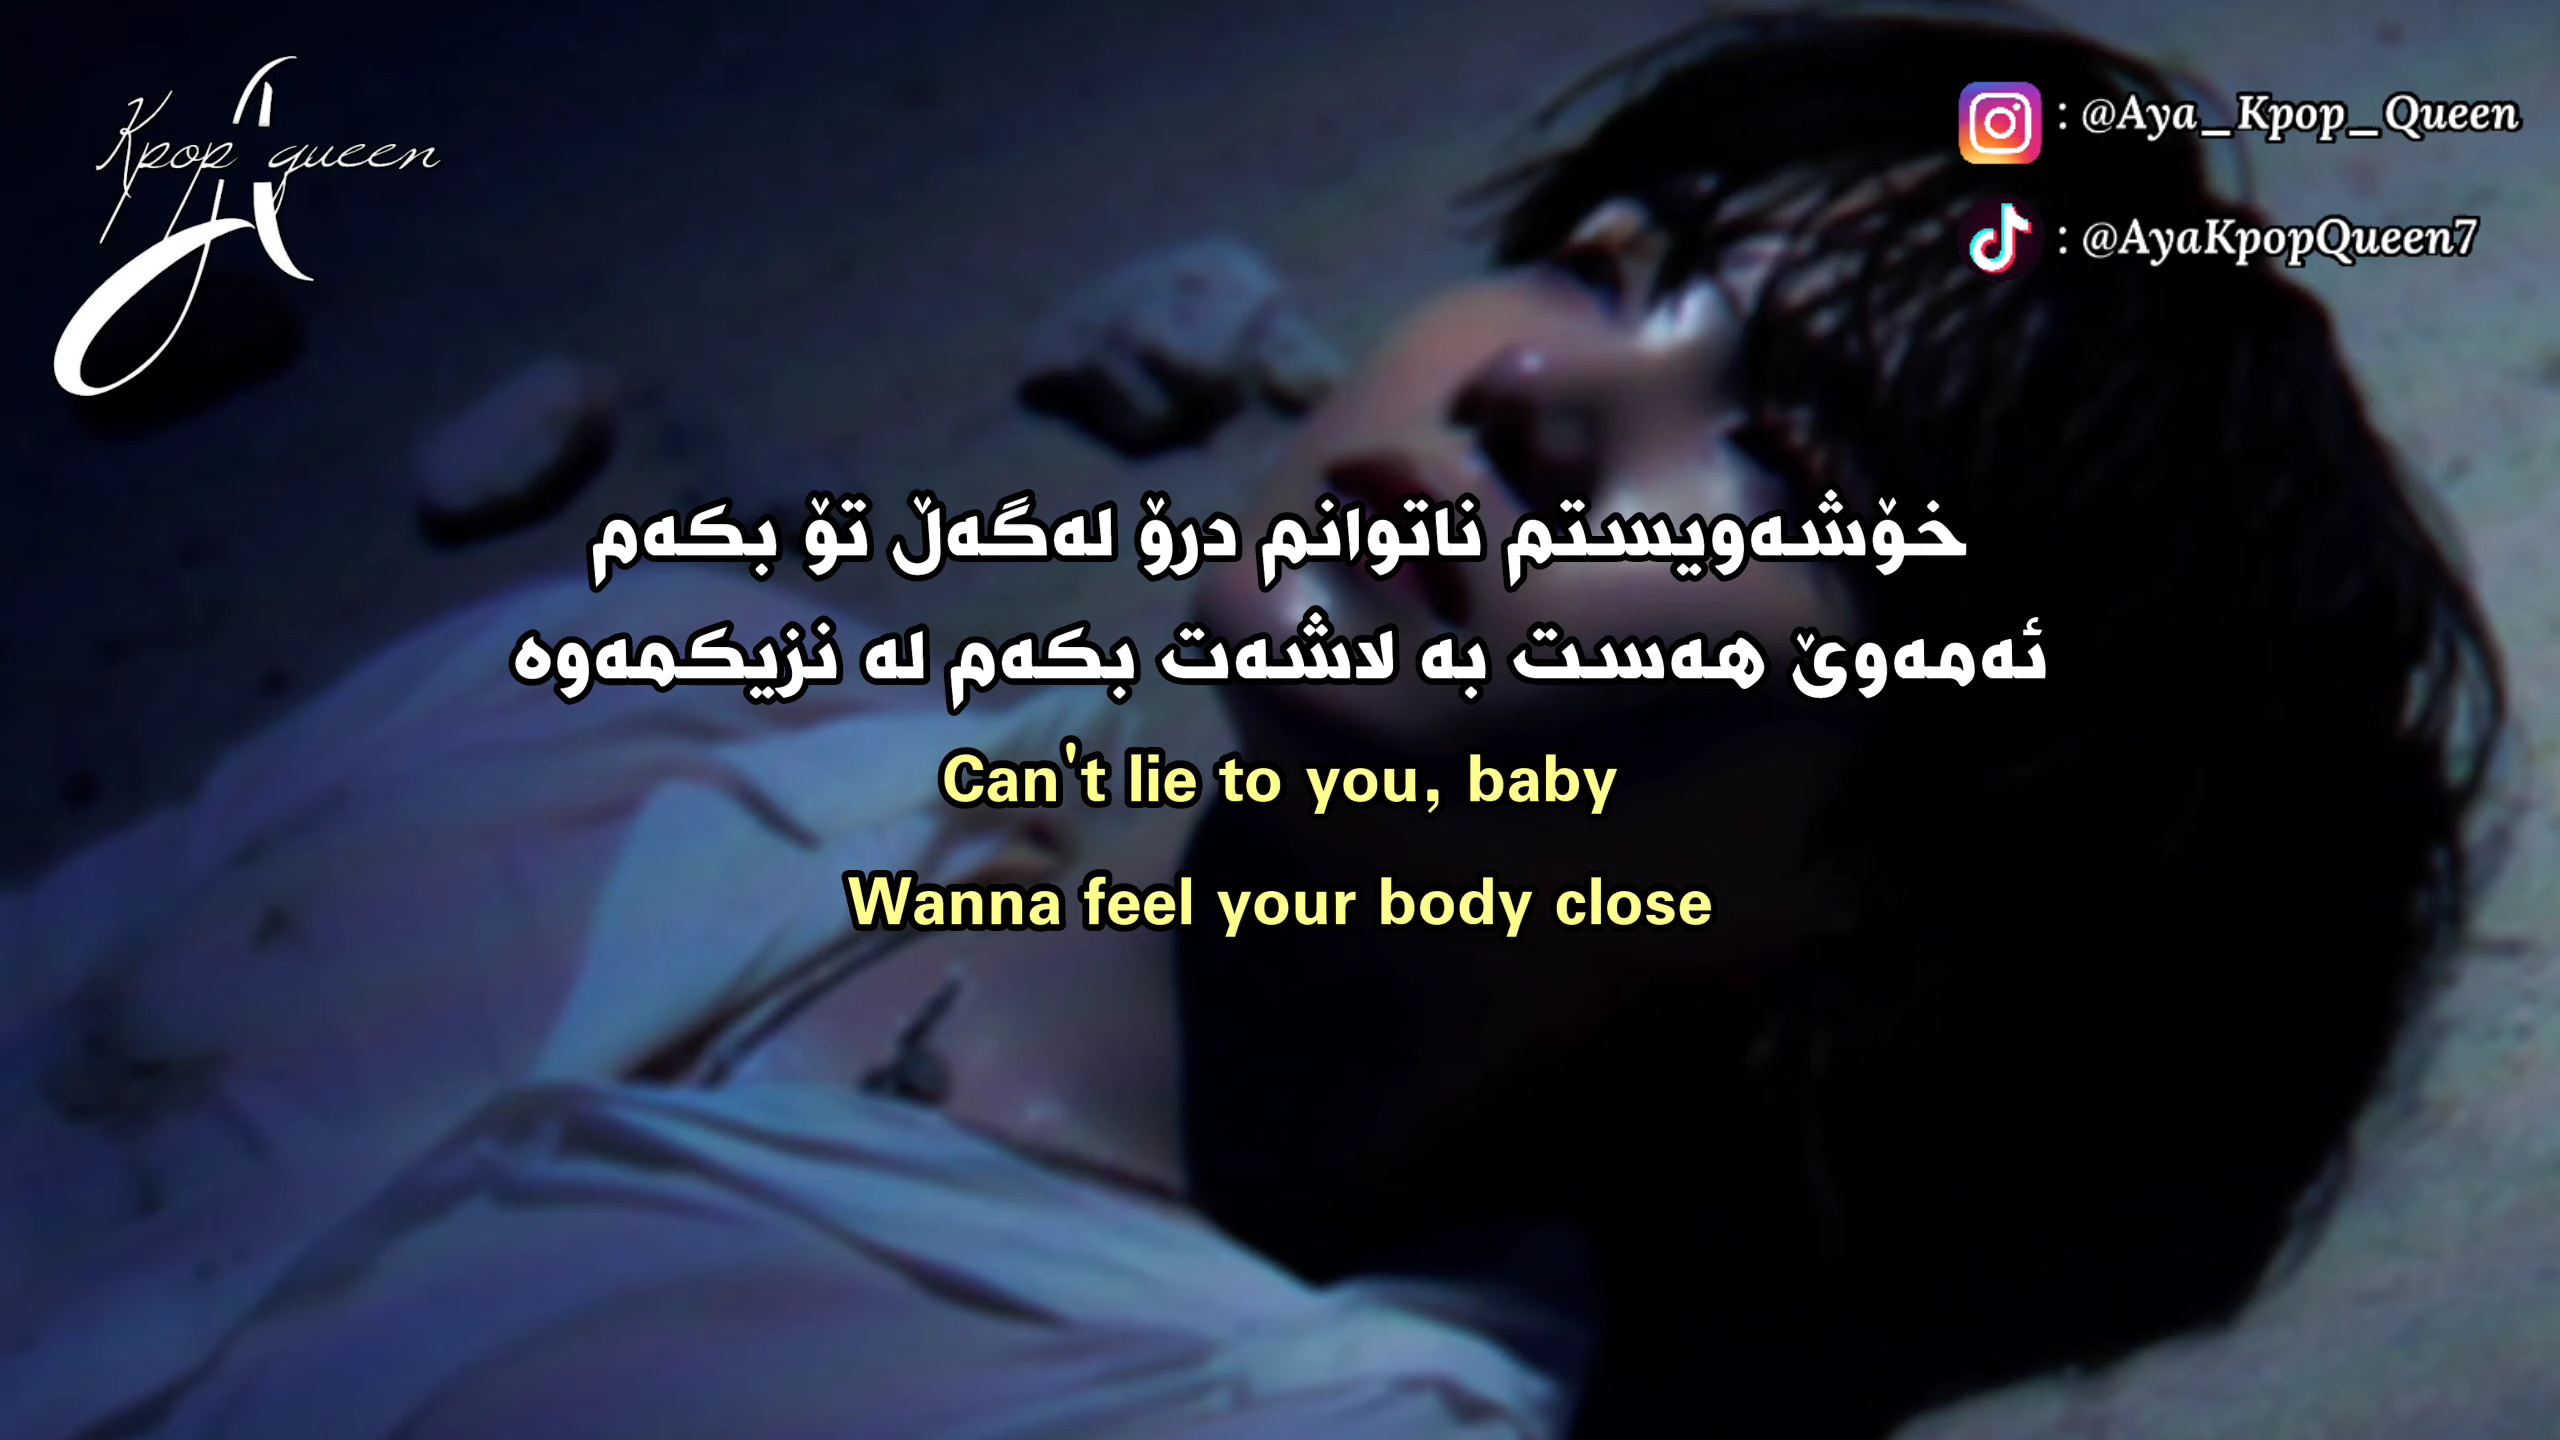 Kpop queen
A
: @Aya_Kpop_Queen
: @AyaKpopQueen7
خۆشەویستم ناتوانم درۆ لەگەڵ تۆ بکەم
ئەمەوێ هەست بە لاشەت بکەم لە نزیکمەوە
Can't lie to you, baby
Wanna feel your body close